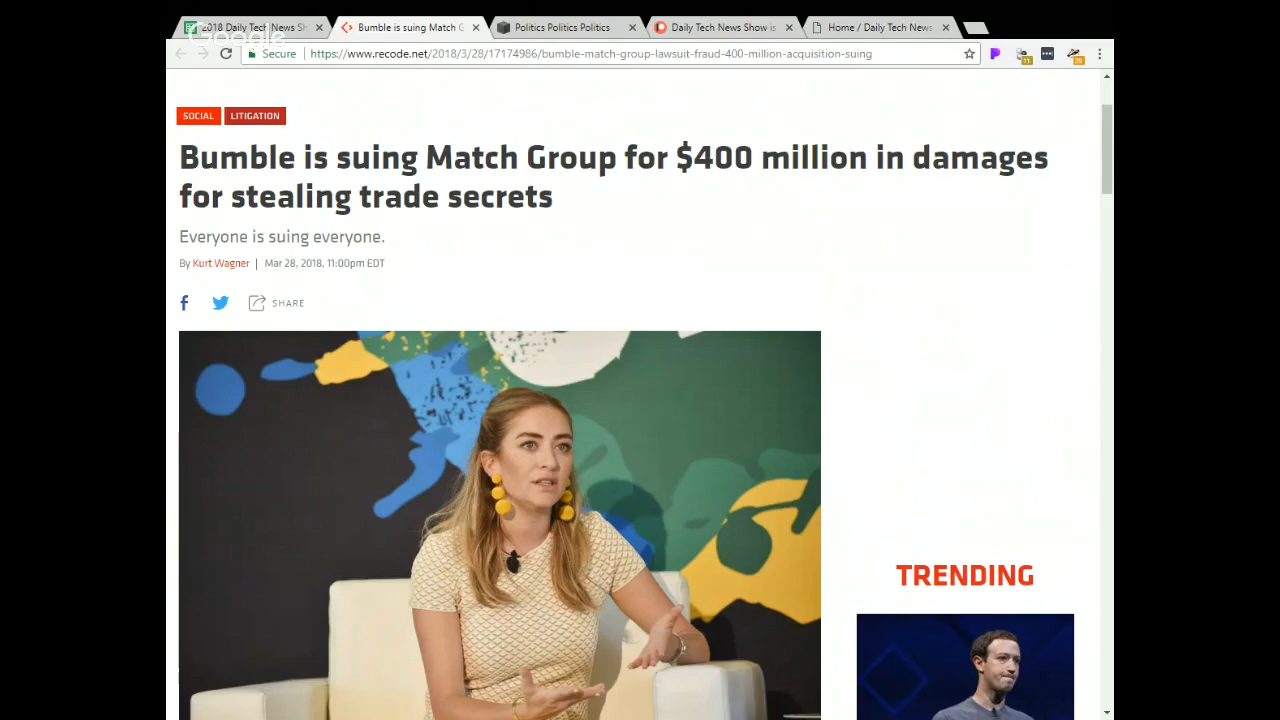 2018 Daily Tech News Sh
Bumble is suing Match G
Politics Politics Politics
Daily Tech News Show is
Home / Daily Tech News
Google
Secure
https://www.recode.net/2018/3/28/17174986/bumble-match-group-lawsuit-fraud-400-million-acquisition-suing
SOCIAL LITIGATION
Bumble is suing Match Group for $400 million in damages
for stealing trade secrets
Everyone is suing everyone.
By Kurt Wagner | Mar 28, 2018, 11:00pm EDT
SHARE
TRENDING